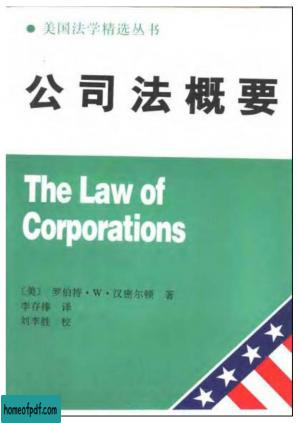 ● 美国法学精选丛书
公司法概要
The Law of
Corporations
〔美〕罗伯特·W·汉密尔顿 著
李存捧 译
刘李胜 校
homeofpdf.com